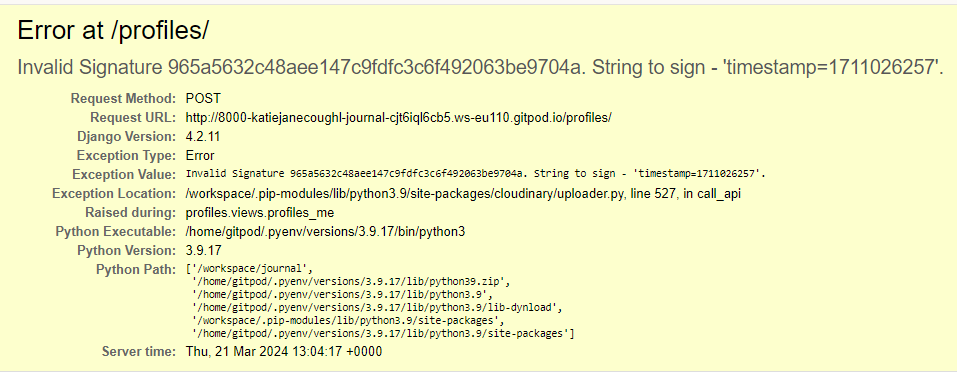 Error at /profiles/
Invalid Signature 965a5632c48aee147c9fdfc3c6f492063be9704a. String to sign - 'timestamp=1711026257'.
Request Method: POST
Request URL: http://8000-katiejanecoughl-journal-cjt6iql6cb5.ws-eu110.gitpod.io/profiles/
Django Version: 4.2.11
Exception Type: Error
Exception Value: Invalid Signature 965a5632c48aee147c9fdfc3c6f492063be9704a. String to sign - 'timestamp=1711026257'.
Exception Location: /workspace/.pip-modules/lib/python3.9/site-packages/cloudinary/uploader.py, line 527, in call_api
Raised during: profiles.views.profiles_me
Python Executable: /home/gitpod/.pyenv/versions/3.9.17/bin/python3
Python Version: 3.9.17
Python Path: ['/workspace/journal',
'/home/gitpod/.pyenv/versions/3.9.17/lib/python39.zip',
'/home/gitpod/.pyenv/versions/3.9.17/lib/python3.9',
'/home/gitpod/.pyenv/versions/3.9.17/lib/python3.9/lib-dynload',
'/workspace/.pip-modules/lib/python3.9/site-packages',
'/home/gitpod/.pyenv/versions/3.9.17/lib/python3.9/site-packages']
Server time: Thu, 21 Mar 2024 13:04:17 +0000